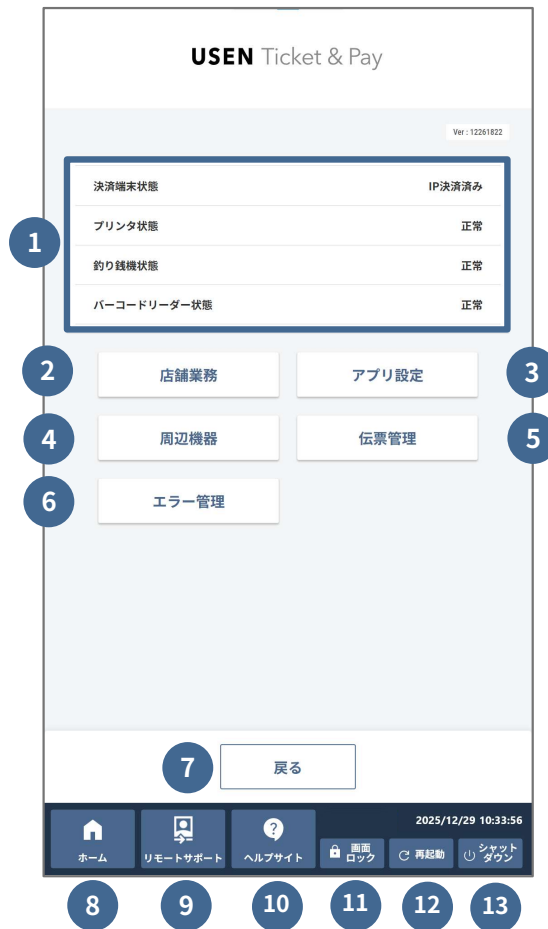 USEN Ticket & Pay
Ver : 12261822
1
決済端末状態 IP決済済み
プリンタ状態 正常
釣り銭機状態 正常
バーコードリーダー状態 正常
2 店舗業務 アプリ設定 3
4 周辺機器 伝票管理 5
6 エラー管理
7 戻る
2025/12/29 10:33:56
ホーム
リモートサポート
ヘルプサイト
画面
ロック
再起動
シャット
ダウン
8 9 10 11 12 13